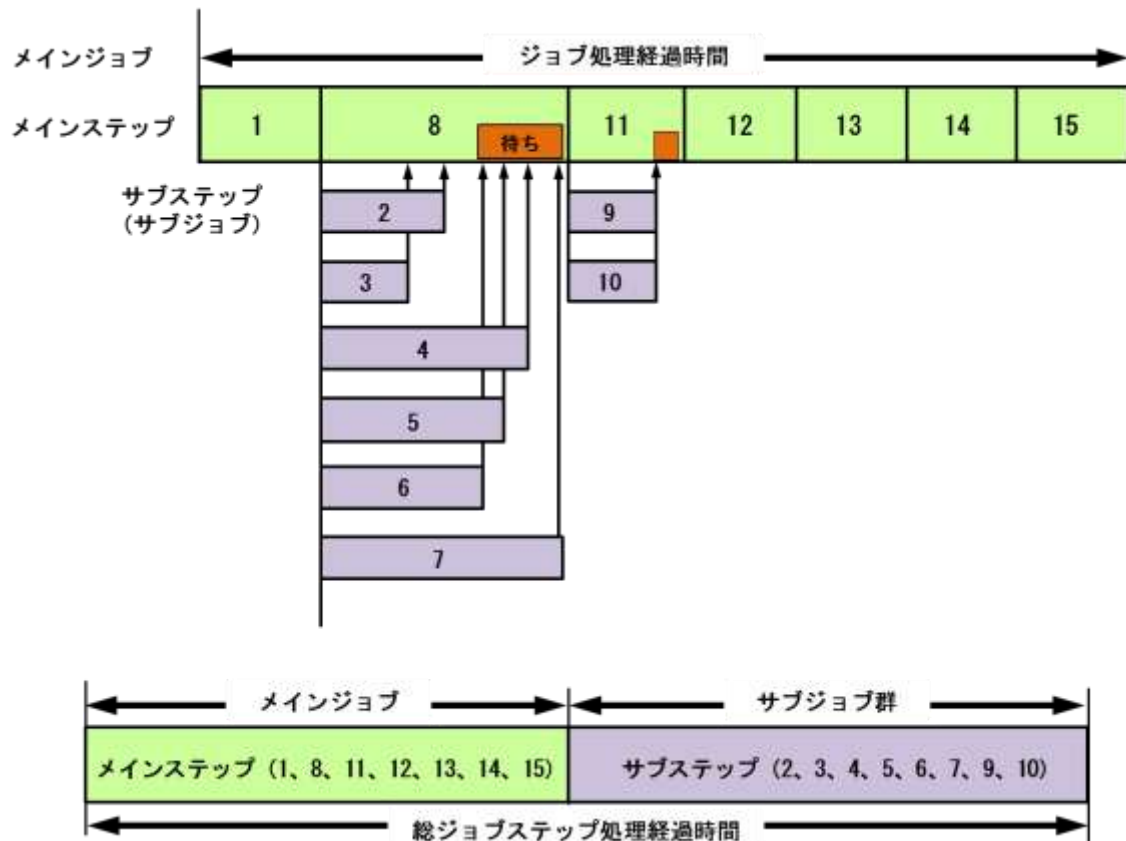 メインジョブ
ジョブ処理経過時間
メインステップ
1
8
待ち
11
12
13
14
15
サブステップ
(サブジョブ)
2
9
3
10
4
5
6
7
メインジョブ
サブジョブ群
メインステップ（1、8、11、12、13、14、15）
サブステップ（2、3、4、5、6、7、9、10）
総ジョブステップ処理経過時間